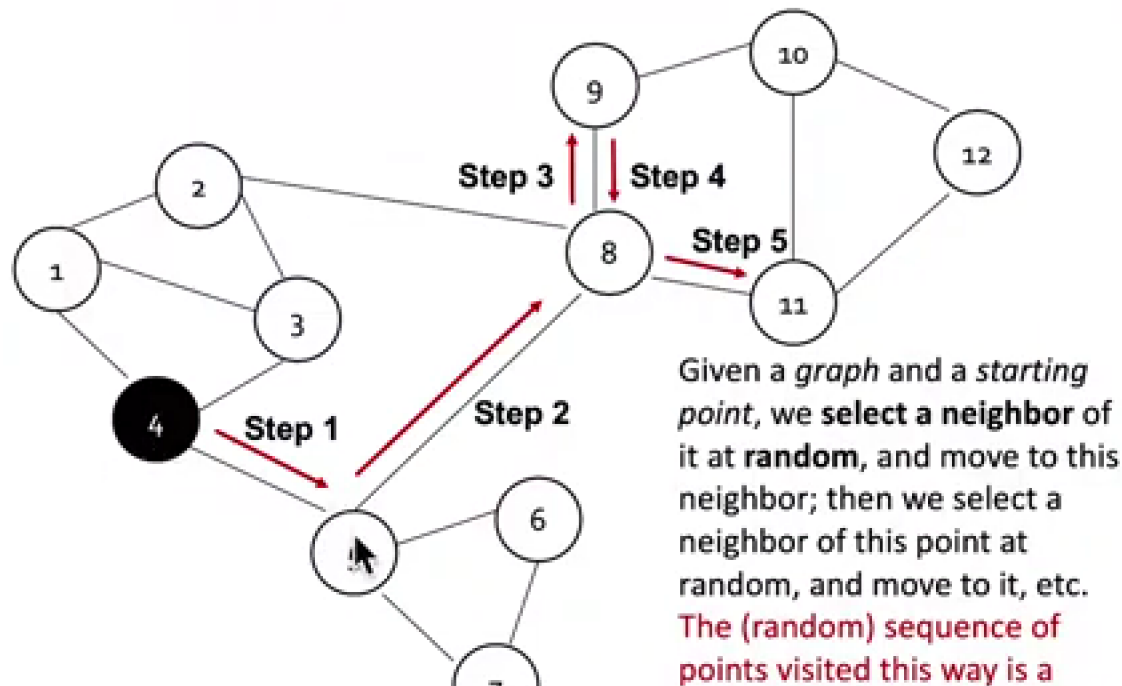 10
9
12
Step 3
Step 4
2
8
Step 5
1
3
11
4
Step 1
Step 2
6
Given a graph and a starting
point, we select a neighbor of
it at random, and move to this
neighbor; then we select a
neighbor of this point at
random, and move to it, etc.
The (random) sequence of
points visited this way is a